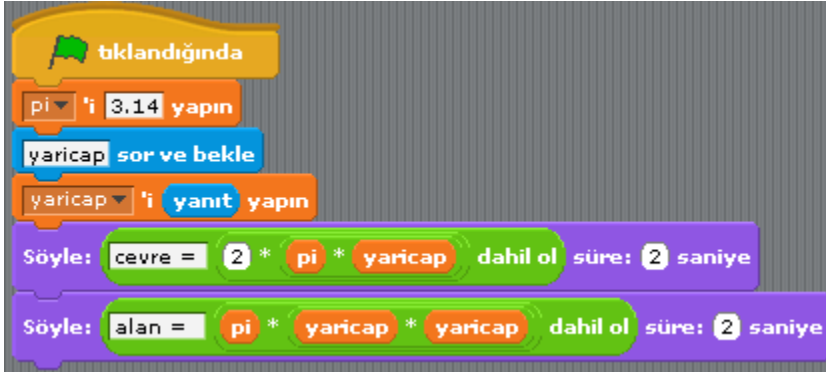 tıklandığında
pi 'i 3.14 yapın
yaricap sor ve bekle
yaricap 'i yanıt yapın
Söyle: cevre = 2 * pi * yaricap dahil ol süre: 2 saniye
Söyle: alan = pi * yaricap * yaricap dahil ol süre: 2 saniye